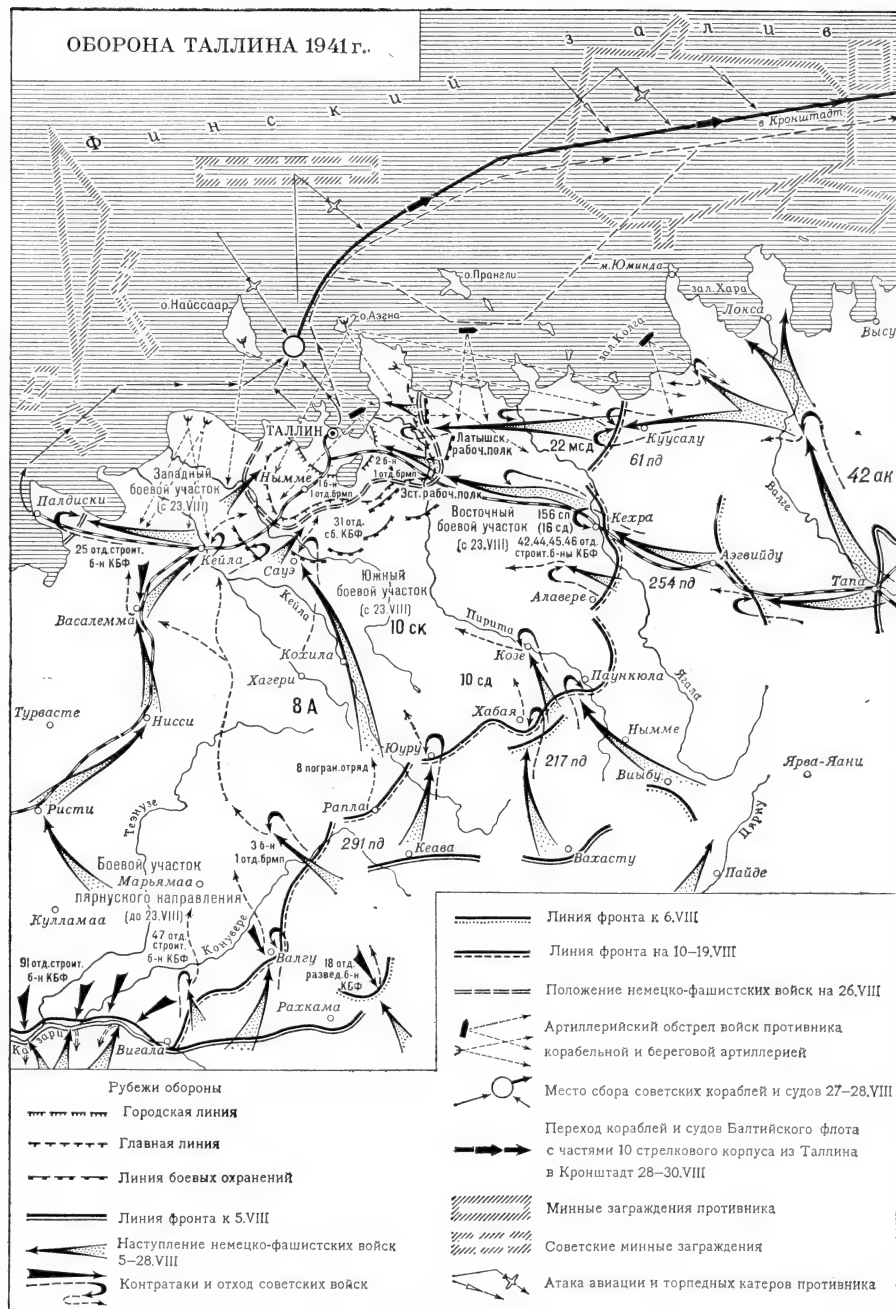 ОБОРОНА ТАЛЛИНА 1941 г.
Финский
залив
в Кронштадт
о.Прангли
м.Юминда
зал.Хара
Локса
о.Найссаар
о.Аэгна
Высу
зал.Колга
ТАЛЛИН
Латышск.
рабоч.полк
22 мсд
Куусалу
61 пд
Западный
боевой участок
(с 23.VIII)
Нымме
2 б-н
1 отд.брмп
1 б-н
1 отд.брмп
Эст. рабоч. полк
Валге
42 ак
Палдиски
31 отд.
сб. КБФ
Восточный
боевой участок
(с 23.VIII)
156 сп
(16 сд)
42,44,45,46 отд.
строит.б-ны КБФ
Кехра
25 отд.строит.
б-н КБФ
Кейла
Сауэ
Аэгвийду
254 пд
Тапа
Южный
боевой участок
(с 23.VIII)
10 ск
Алавере
Васалемма
Кейла
Пирита
Козе
Кохила
Хагери
10 сд
Паункюла
Ягала
Турвасте
Нисси
8 А
Хабая
Нымме
Юуру
217 пд
Виыбу
Ярва-Яани
8 погран.отряд
Ристи
Теэнузе
Рапла
291 пд
Пярну
3 б-н
1 отд.брмп
Кеава
Вахасту
Пайде
Боевой участок
Марьямаа
пярнуского направления
(до 23.VIII)
Кулламаа
Конувере
47 отд.
строит.
б-н КБФ
91 отд.строит.
б-н КБФ
Валгу
18 отд.
развед.б-н
КБФ
Рахкама
Казари
Вигала
Рубежи обороны
Городская линия
Главная линия
Линия боевых охранений
Линия фронта к 5.VIII
Наступление немецко-фашистских войск
5–28.VIII
Контратаки и отход советских войск
Линия фронта к 6.VIII
Линия фронта на 10–19.VIII
Положение немецко-фашистских войск на 26.VIII
Артиллерийский обстрел войск противника
корабельной и береговой артиллерией
Место сбора советских кораблей и судов 27–28.VIII
Переход кораблей и судов Балтийского флота
с частями 10 стрелкового корпуса из Таллина
в Кронштадт 28–30.VIII
Минные заграждения противника
Советские минные заграждения
Атака авиации и торпедных катеров противника